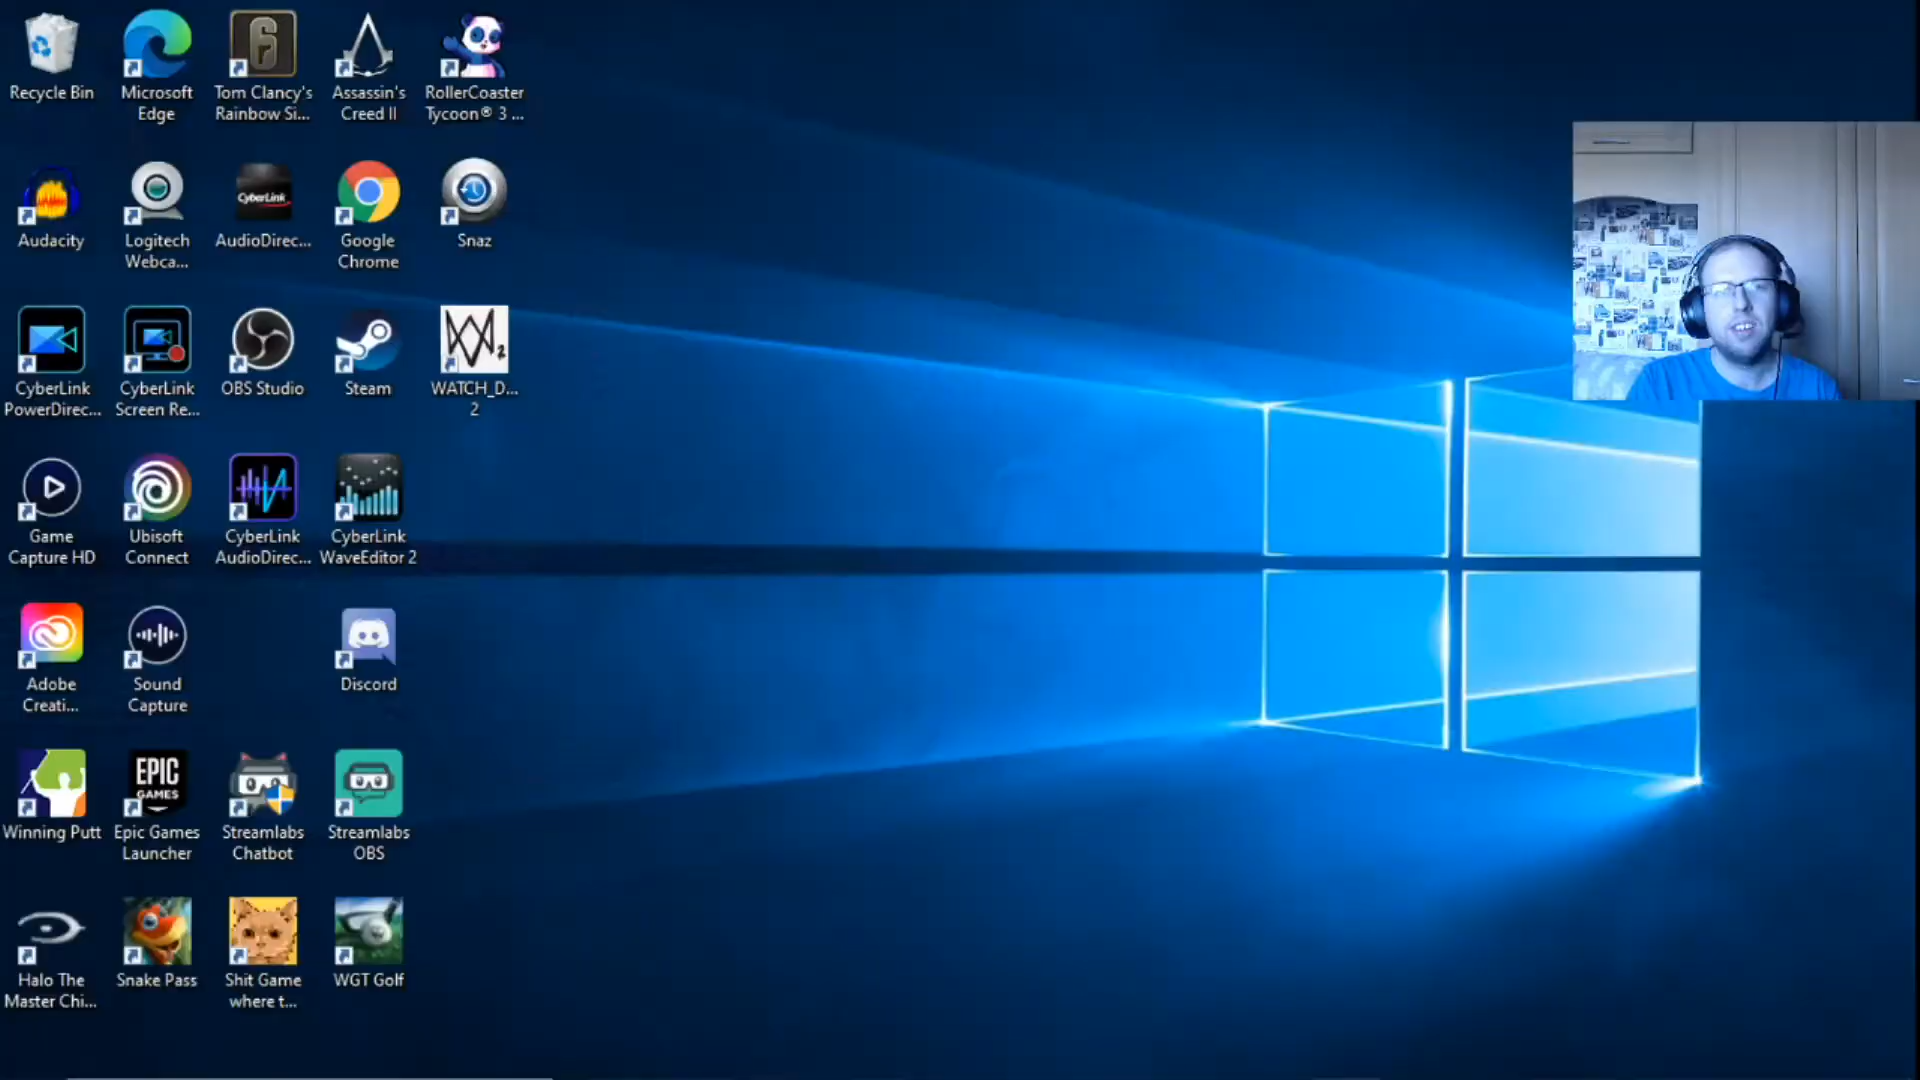 Recycle Bin
Microsoft
Edge
Tom Clancy's
Rainbow Si...
Assassin's
Creed II
RollerCoaster
Tycoon® 3 ...
Audacity
Logitech
Webca...
CyberLink
AudioDirec...
Google
Chrome
Snaz
CyberLink
PowerDirec...
CyberLink
Screen Re...
OBS Studio
Steam
WATCH_D...
2
Game
Capture HD
Ubisoft
Connect
CyberLink
AudioDirec...
CyberLink
WaveEditor 2
Adobe
Creati...
Sound
Capture
Discord
Winning Putt
EPIC
GAMES
Epic Games
Launcher
Streamlabs
Chatbot
Streamlabs
OBS
Halo The
Master Chi...
Snake Pass
Shit Game
where t...
WGT Golf